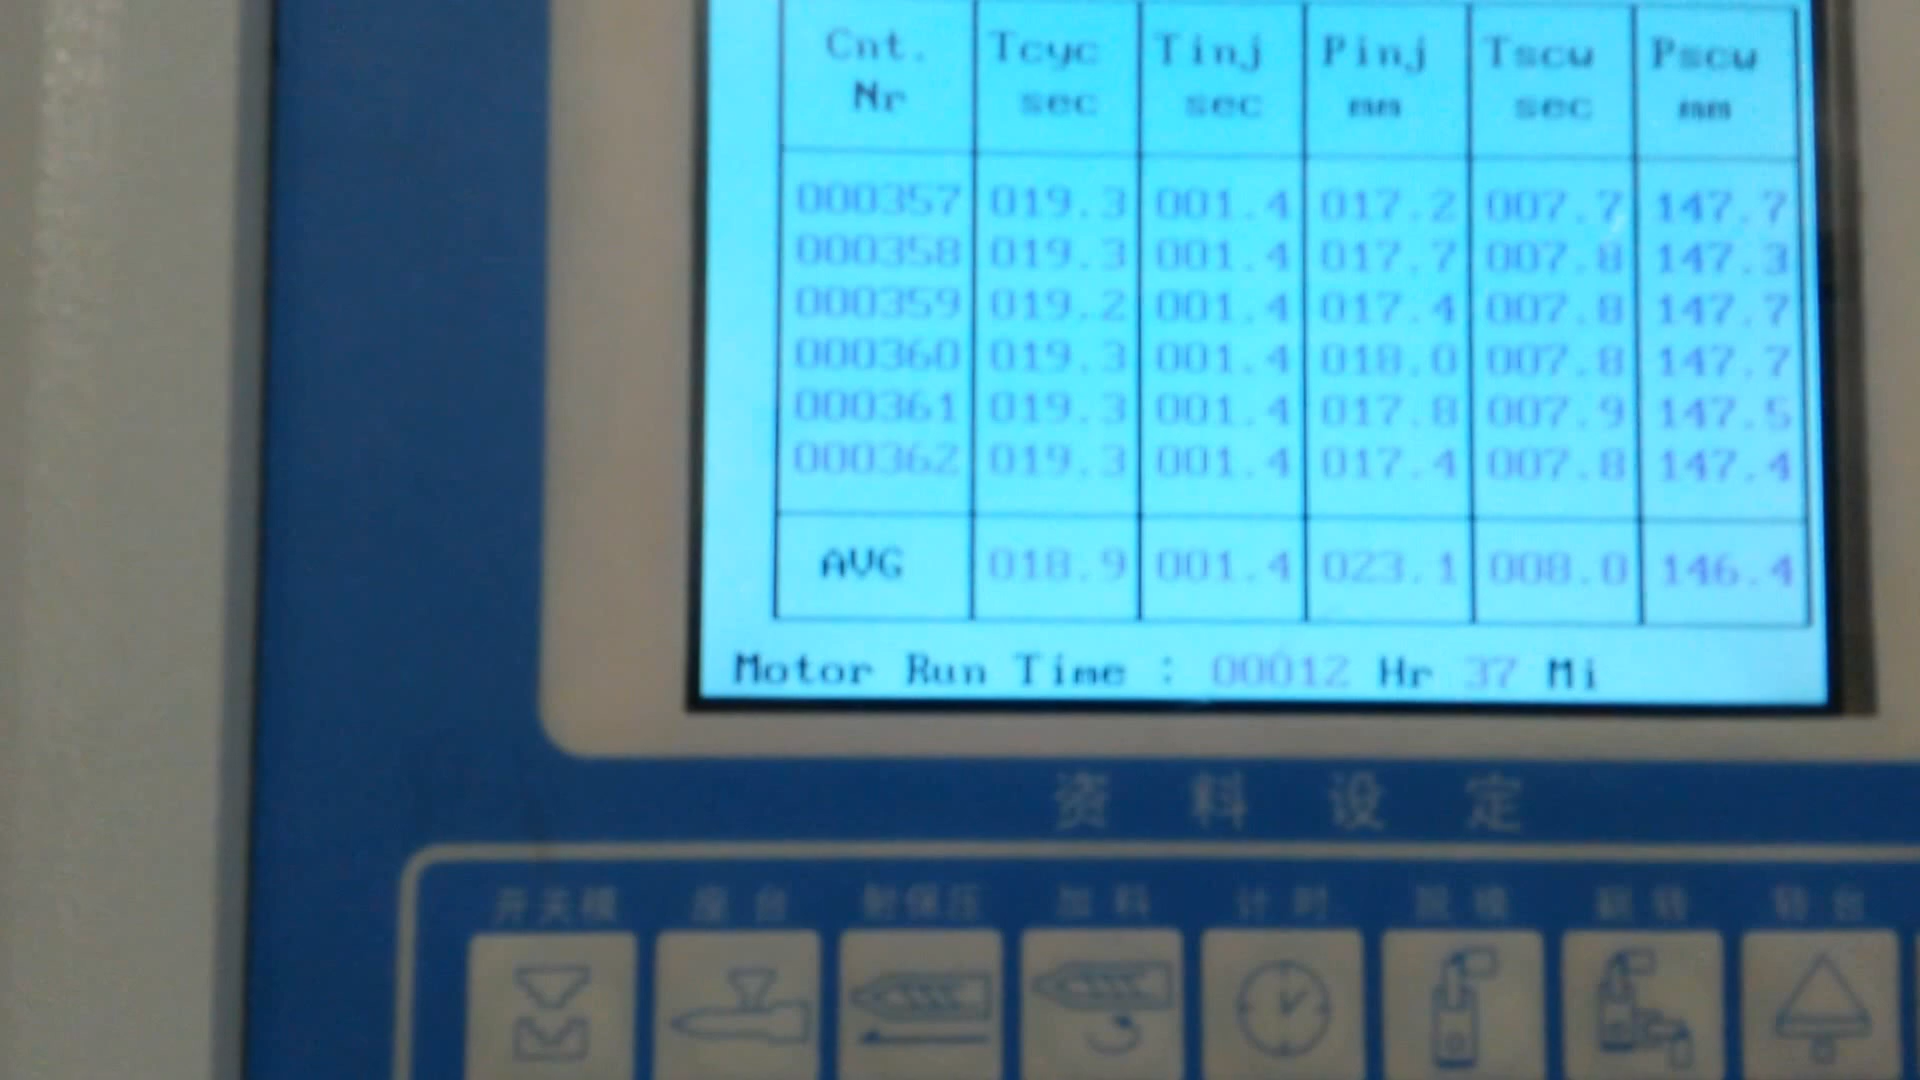 Cnt. Tcyc Tinj Pinj Tscw Pscw
Nr sec sec mm sec mm
000357 019.3 001.4 017.2 007.7 147.7
000358 019.3 001.4 017.7 007.8 147.3
000359 019.2 001.4 017.4 007.8 147.7
000360 019.3 001.4 018.0 007.8 147.7
000361 019.3 001.4 017.8 007.9 147.5
000362 019.3 001.4 017.4 007.8 147.4
AVG 018.9 001.4 023.1 008.0 146.4
Motor Run Time : 00012 Hr 37 Mi
资料设定
开关模 座台 射保压 加料 计时 脱模 翻转 转台